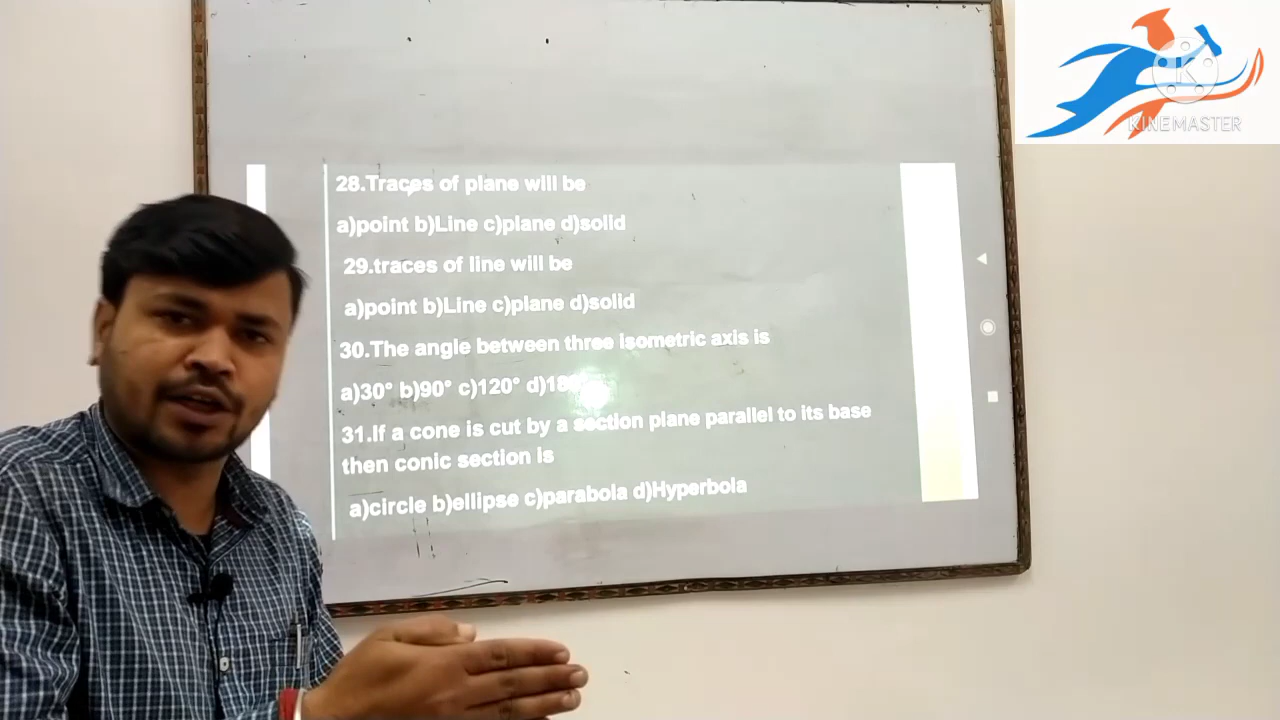 KINEMASTER
28.Traces of plane will be
a)point b)Line c)plane d)solid
29.traces of line will be
a)point b)Line c)plane d)solid
30.The angle between three isometric axis is
a)30° b)90° c)120°
31.If a cone is cut by a section plane parallel to its base
then conic section is
a)circle b)ellipse c)parabola d)Hyperbola